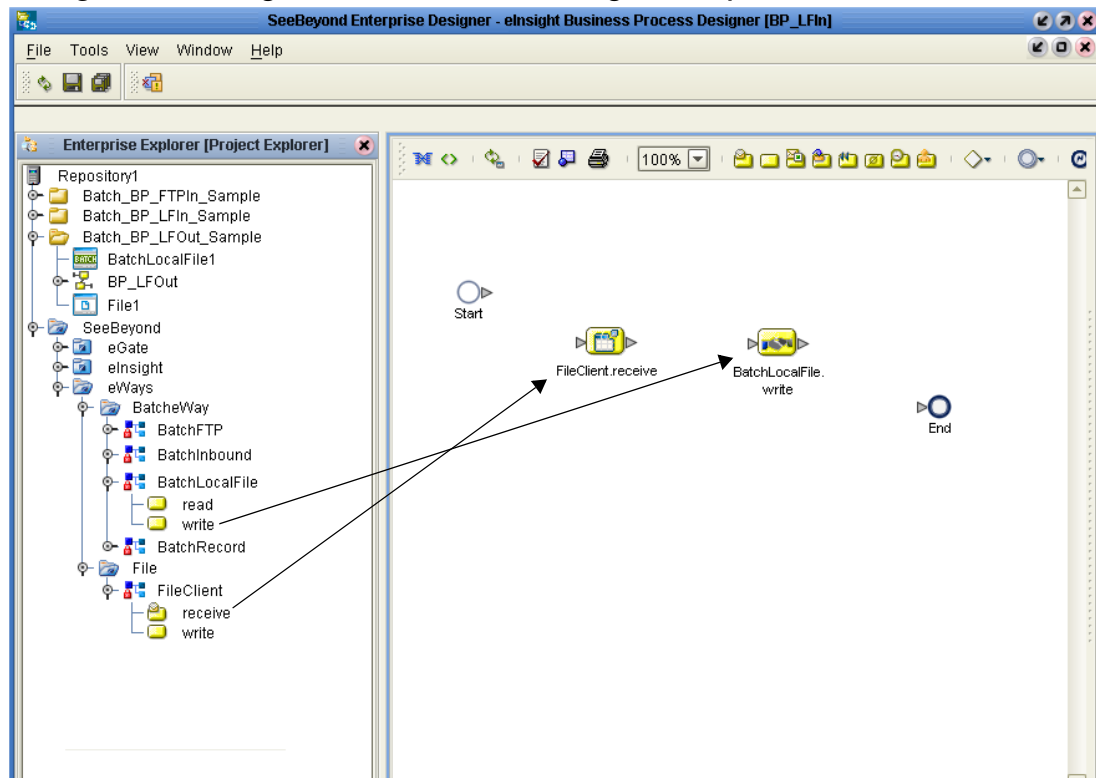 SeeBeyond Enterprise Designer - eInsight Business Process Designer [BP_LFIn]
File Tools View Window Help
Enterprise Explorer [Project Explorer]
100%
Repository1
Batch_BP_FTPIn_Sample
Batch_BP_LFIn_Sample
Batch_BP_LFOut_Sample
BATCH BatchLocalFile1
BP_LFOut
File1
SeeBeyond
eGate
eInsight
eWays
BatcheWay
BatchFTP
BatchInbound
BatchLocalFile
read
write
BatchRecord
File
FileClient
receive
write
Start
FileClient.receive
BatchLocalFile.
write
End